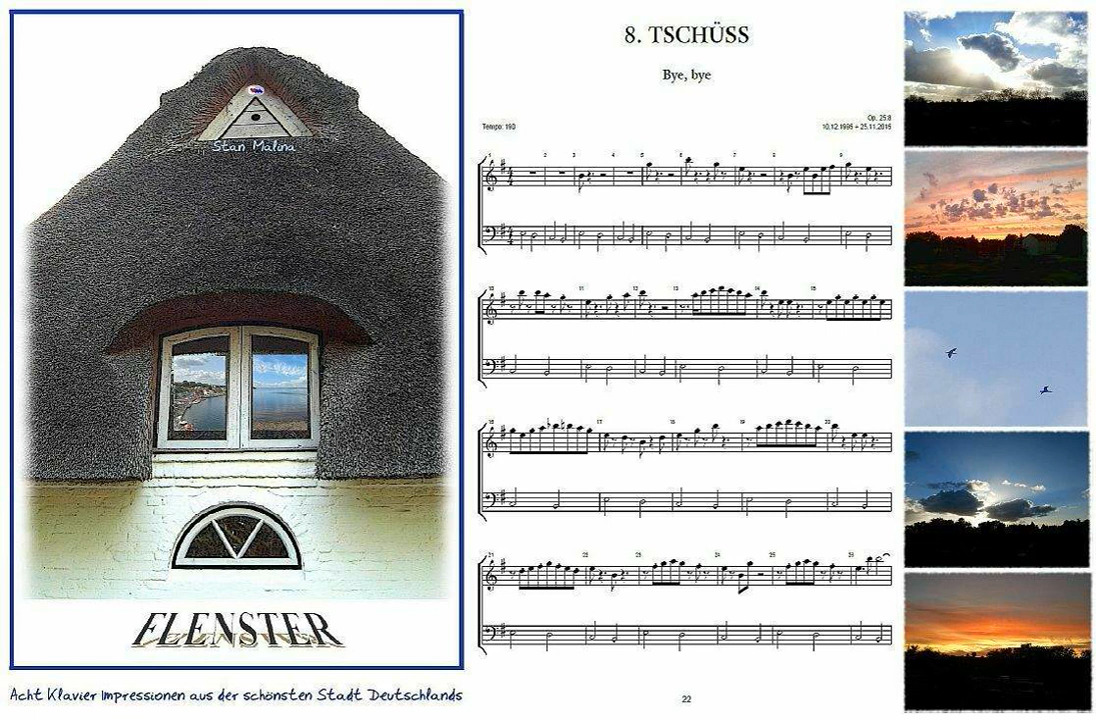 Stan Malina
FLENSTER
Acht Klavier Impressionen aus der schönsten Stadt Deutschlands
8. TSCHÜSS
Bye, bye
Op. 25:8
Tempo: 190
10.12.1995 + 25.11.2015
22